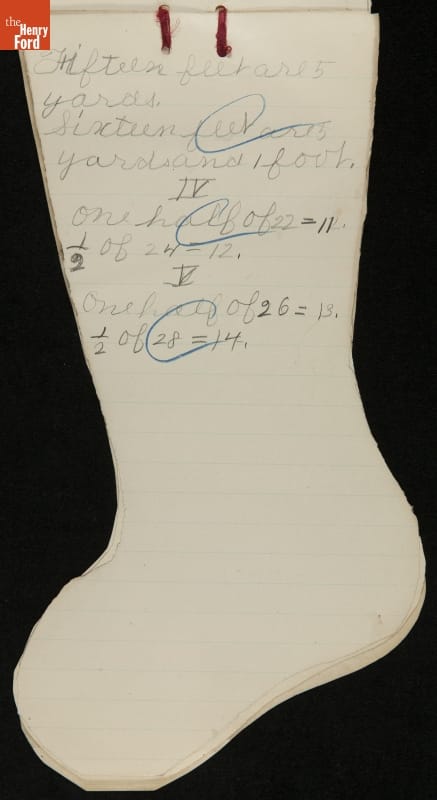 the
Henry
Ford
Fifteen feet are 5
yards.
Sixteen feet are 5
yards and 1 foot.
IV
One half of 22 = 11.
1/2 of 24 = 12.
V
One half of 26 = 13.
1/2 of 28 = 14.